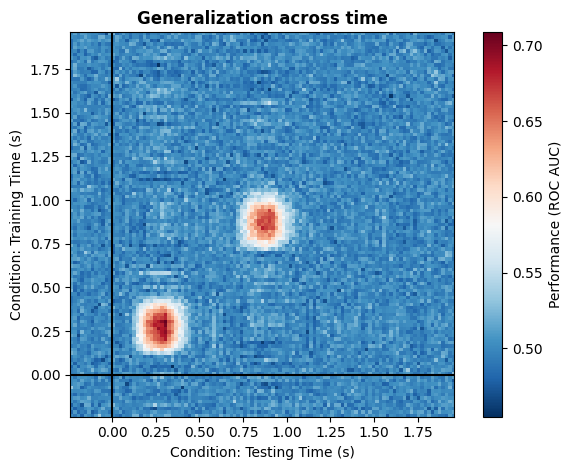 Generalization across time
Condition: Training Time (s)
1.75
1.50
1.25
1.00
0.75
0.50
0.25
0.00
0.00 0.25 0.50 0.75 1.00 1.25 1.50 1.75
Condition: Testing Time (s)
0.70
0.65
0.60
0.55
0.50
Performance (ROC AUC)